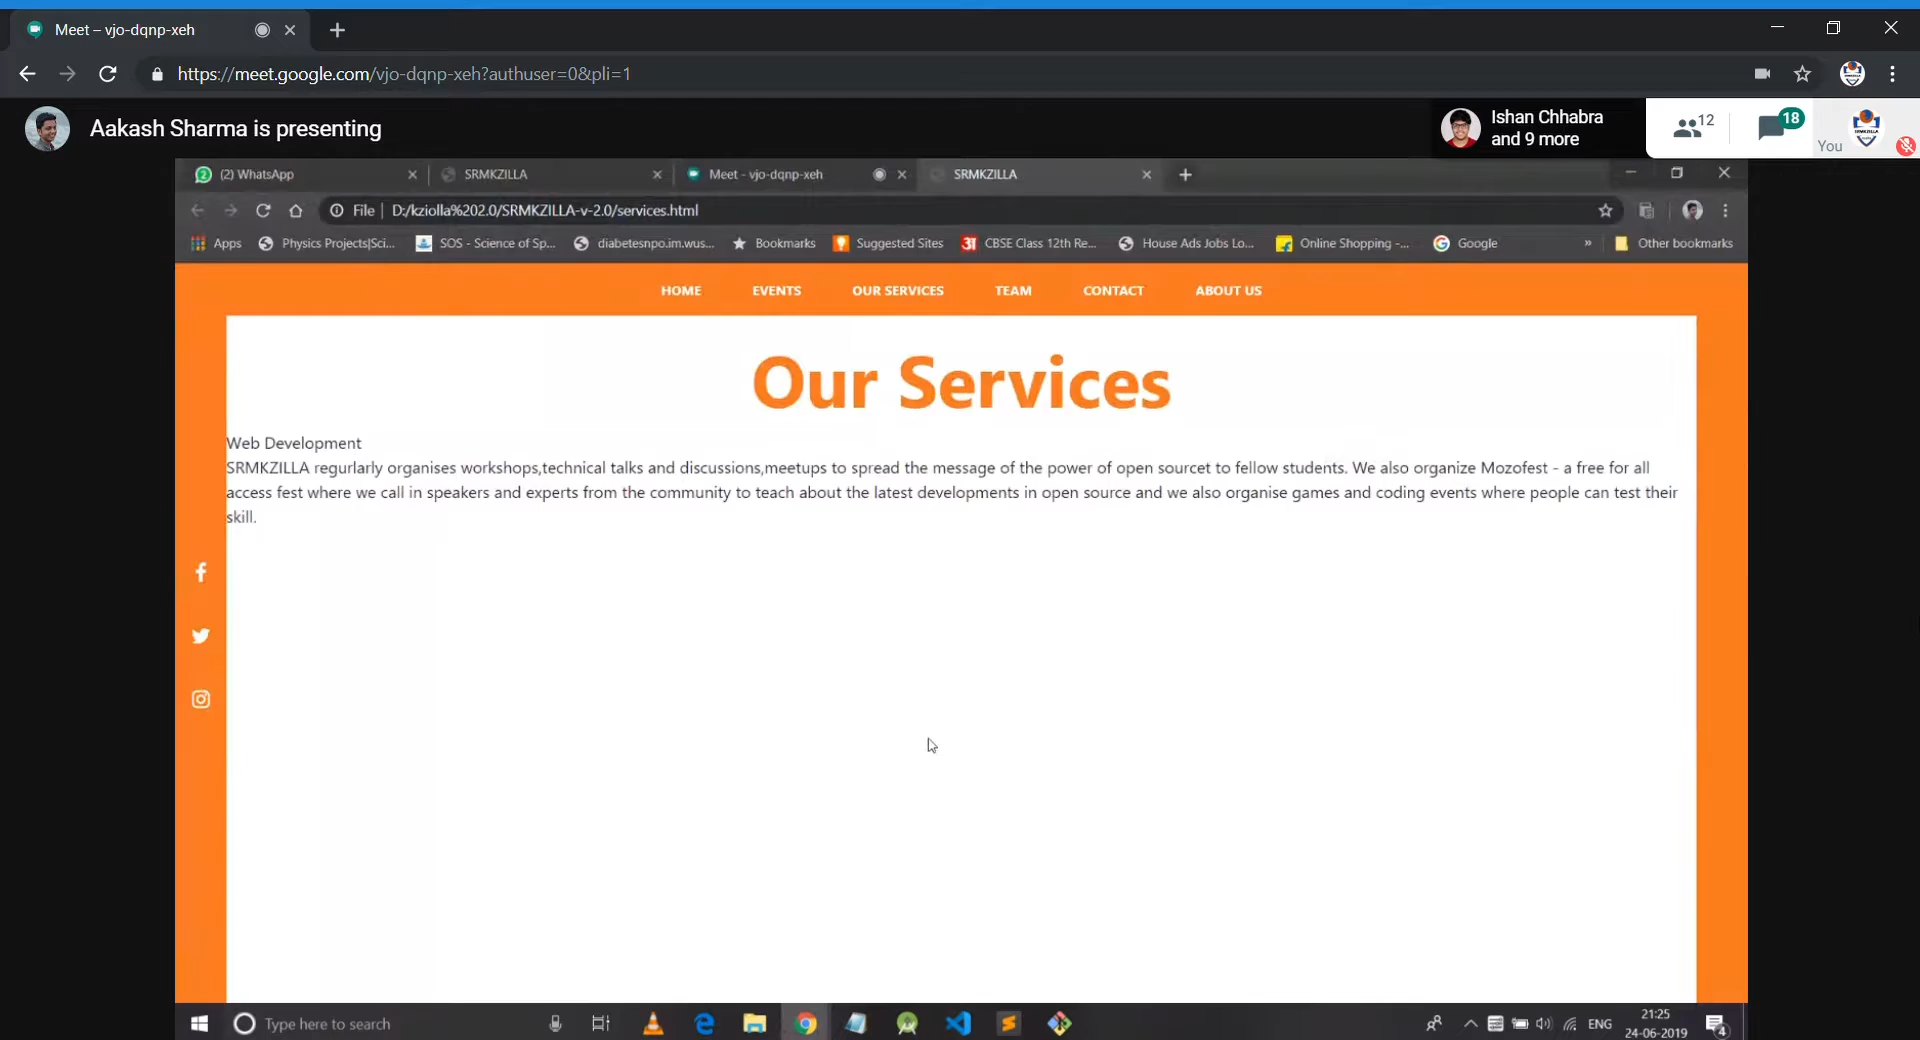 Meet – vjo-dqnp-xeh
https://meet.google.com/vjo-dqnp-xeh?authuser=0&pli=1
Aakash Sharma is presenting
Ishan Chhabra
and 9 more
12
18
You
(2) WhatsApp
SRMKZILLA
Meet - vjo-dqnp-xeh
SRMKZILLA
File | D:/kziolla%202.0/SRMKZILLA-v-2.0/services.html
Apps
Physics Projects|Sci...
SOS - Science of Sp...
diabetesnpo.im.wus...
Bookmarks
Suggested Sites
31 CBSE Class 12th Re...
House Ads Jobs Lo...
Online Shopping -...
Google
»
Other bookmarks
HOME EVENTS OUR SERVICES TEAM CONTACT ABOUT US
Our Services
Web Development
SRMKZILLA regurlarly organises workshops,technical talks and discussions,meetups to spread the message of the power of open sourcet to fellow students. We also organize Mozofest - a free for all
access fest where we call in speakers and experts from the community to teach about the latest developments in open source and we also organise games and coding events where people can test their
skill.
Type here to search
ENG
21:25
24-06-2019
4